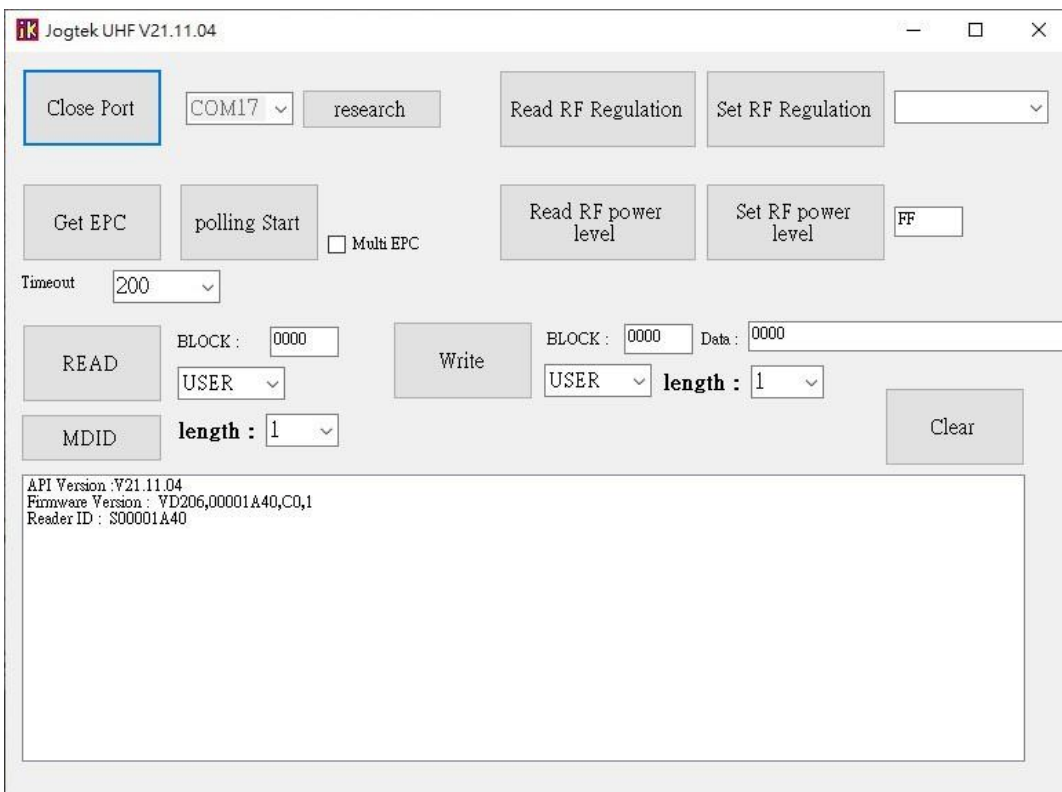 Jogtek UHF V21.11.04
Close Port
COM17
research
Read RF Regulation
Set RF Regulation
Get EPC
polling Start
Multi EPC
Read RF power
level
Set RF power
level
FF
Timeout
200
READ
BLOCK :
0000
USER
Write
BLOCK :
0000
Data :
0000
USER
length :
1
MDID
length :
1
Clear
API Version :V21.11.04
Firmware Version : VD206,00001A40,C0,1
Reader ID : S00001A40